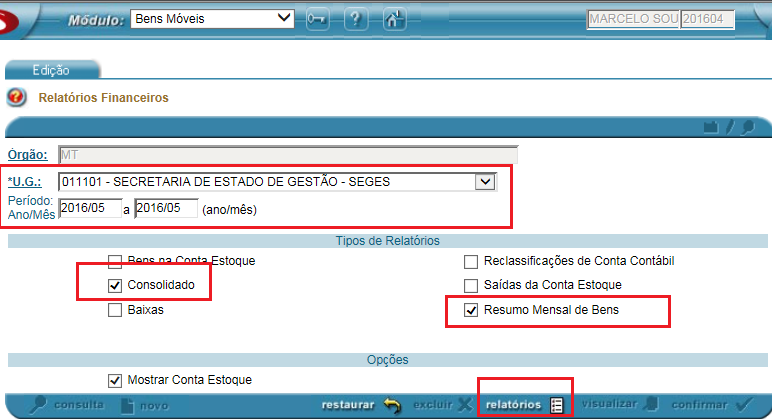 Módulo: Bens Móveis ? MARCELO SOU 201604
Edição
? Relatórios Financeiros
Órgão: MT
*U.G.: 011101 - SECRETARIA DE ESTADO DE GESTÃO - SEGES
Período:
Ano/Mês 2016/05 a 2016/05 (ano/mês)
Tipos de Relatórios
Bens na Conta Estoque Reclassificações de Conta Contábil
Consolidado Saídas da Conta Estoque
Baixas Resumo Mensal de Bens
Opções
Mostrar Conta Estoque
consulta novo restaurar excluir relatórios visualizar confirmar